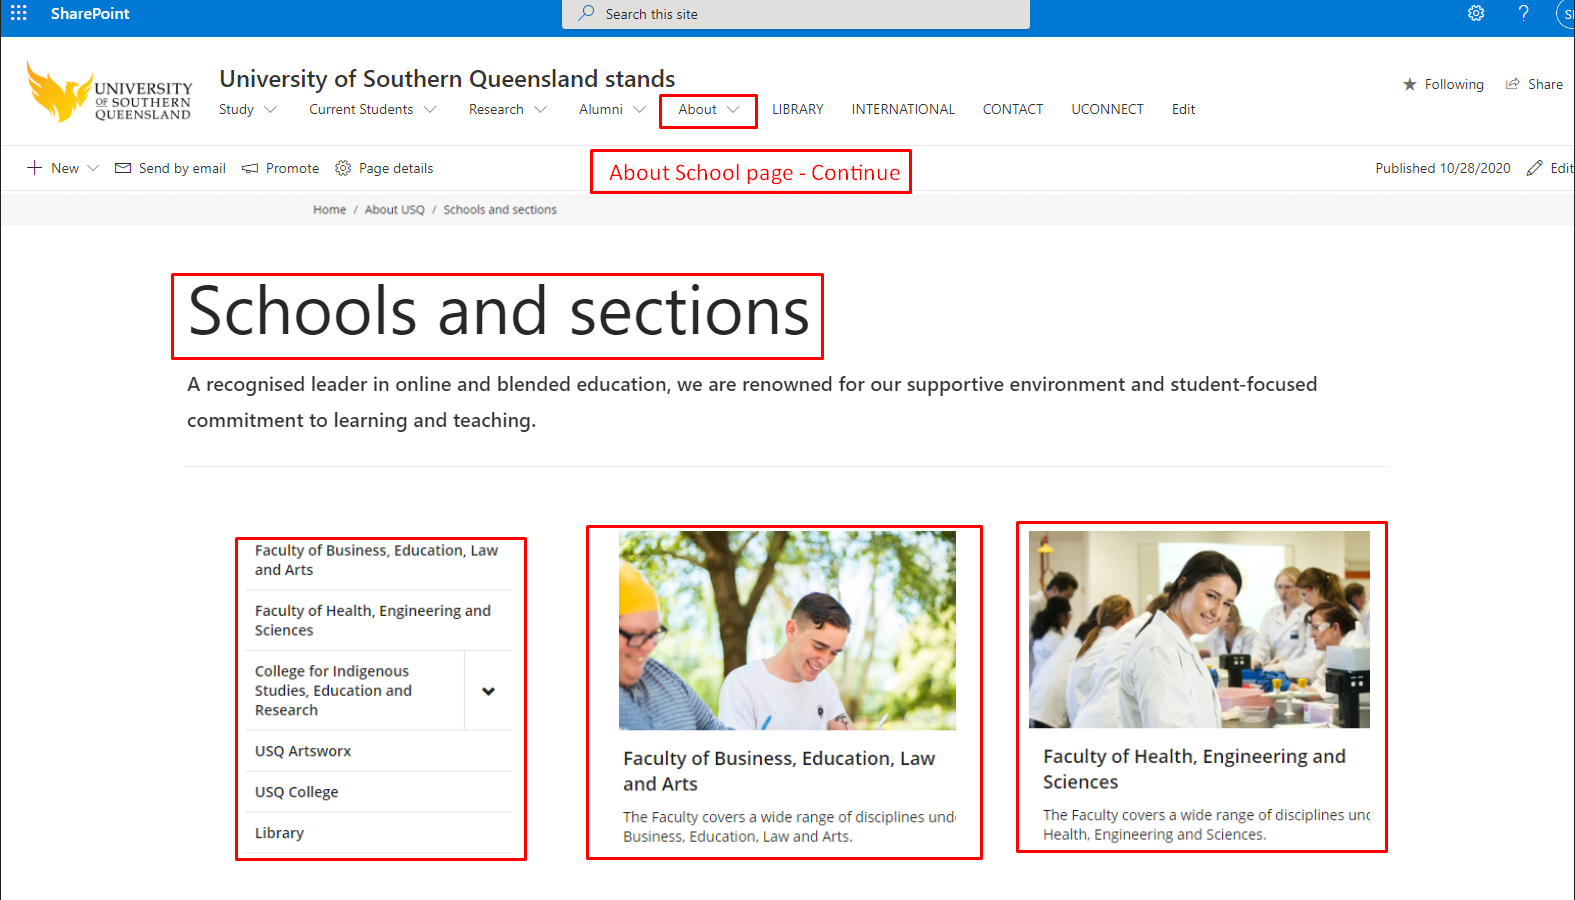 SharePoint
Search this site
?
UNIVERSITY
OF SOUTHERN
QUEENSLAND
University of Southern Queensland stands
Study Current Students Research Alumni About LIBRARY INTERNATIONAL CONTACT UCONNECT Edit
Following Share
New Send by email Promote Page details
About School page - Continue
Published 10/28/2020 Edit
Home / About USQ / Schools and sections
Schools and sections
A recognised leader in online and blended education, we are renowned for our supportive environment and student-focused
commitment to learning and teaching.
Faculty of Business, Education, Law
and Arts
Faculty of Health, Engineering and
Sciences
College for Indigenous
Studies, Education and
Research
USQ Artsworx
USQ College
Library
Faculty of Business, Education, Law
and Arts
The Faculty covers a wide range of disciplines und
Business, Education, Law and Arts.
Faculty of Health, Engineering and
Sciences
The Faculty covers a wide range of disciplines
Health, Engineering and Sciences.